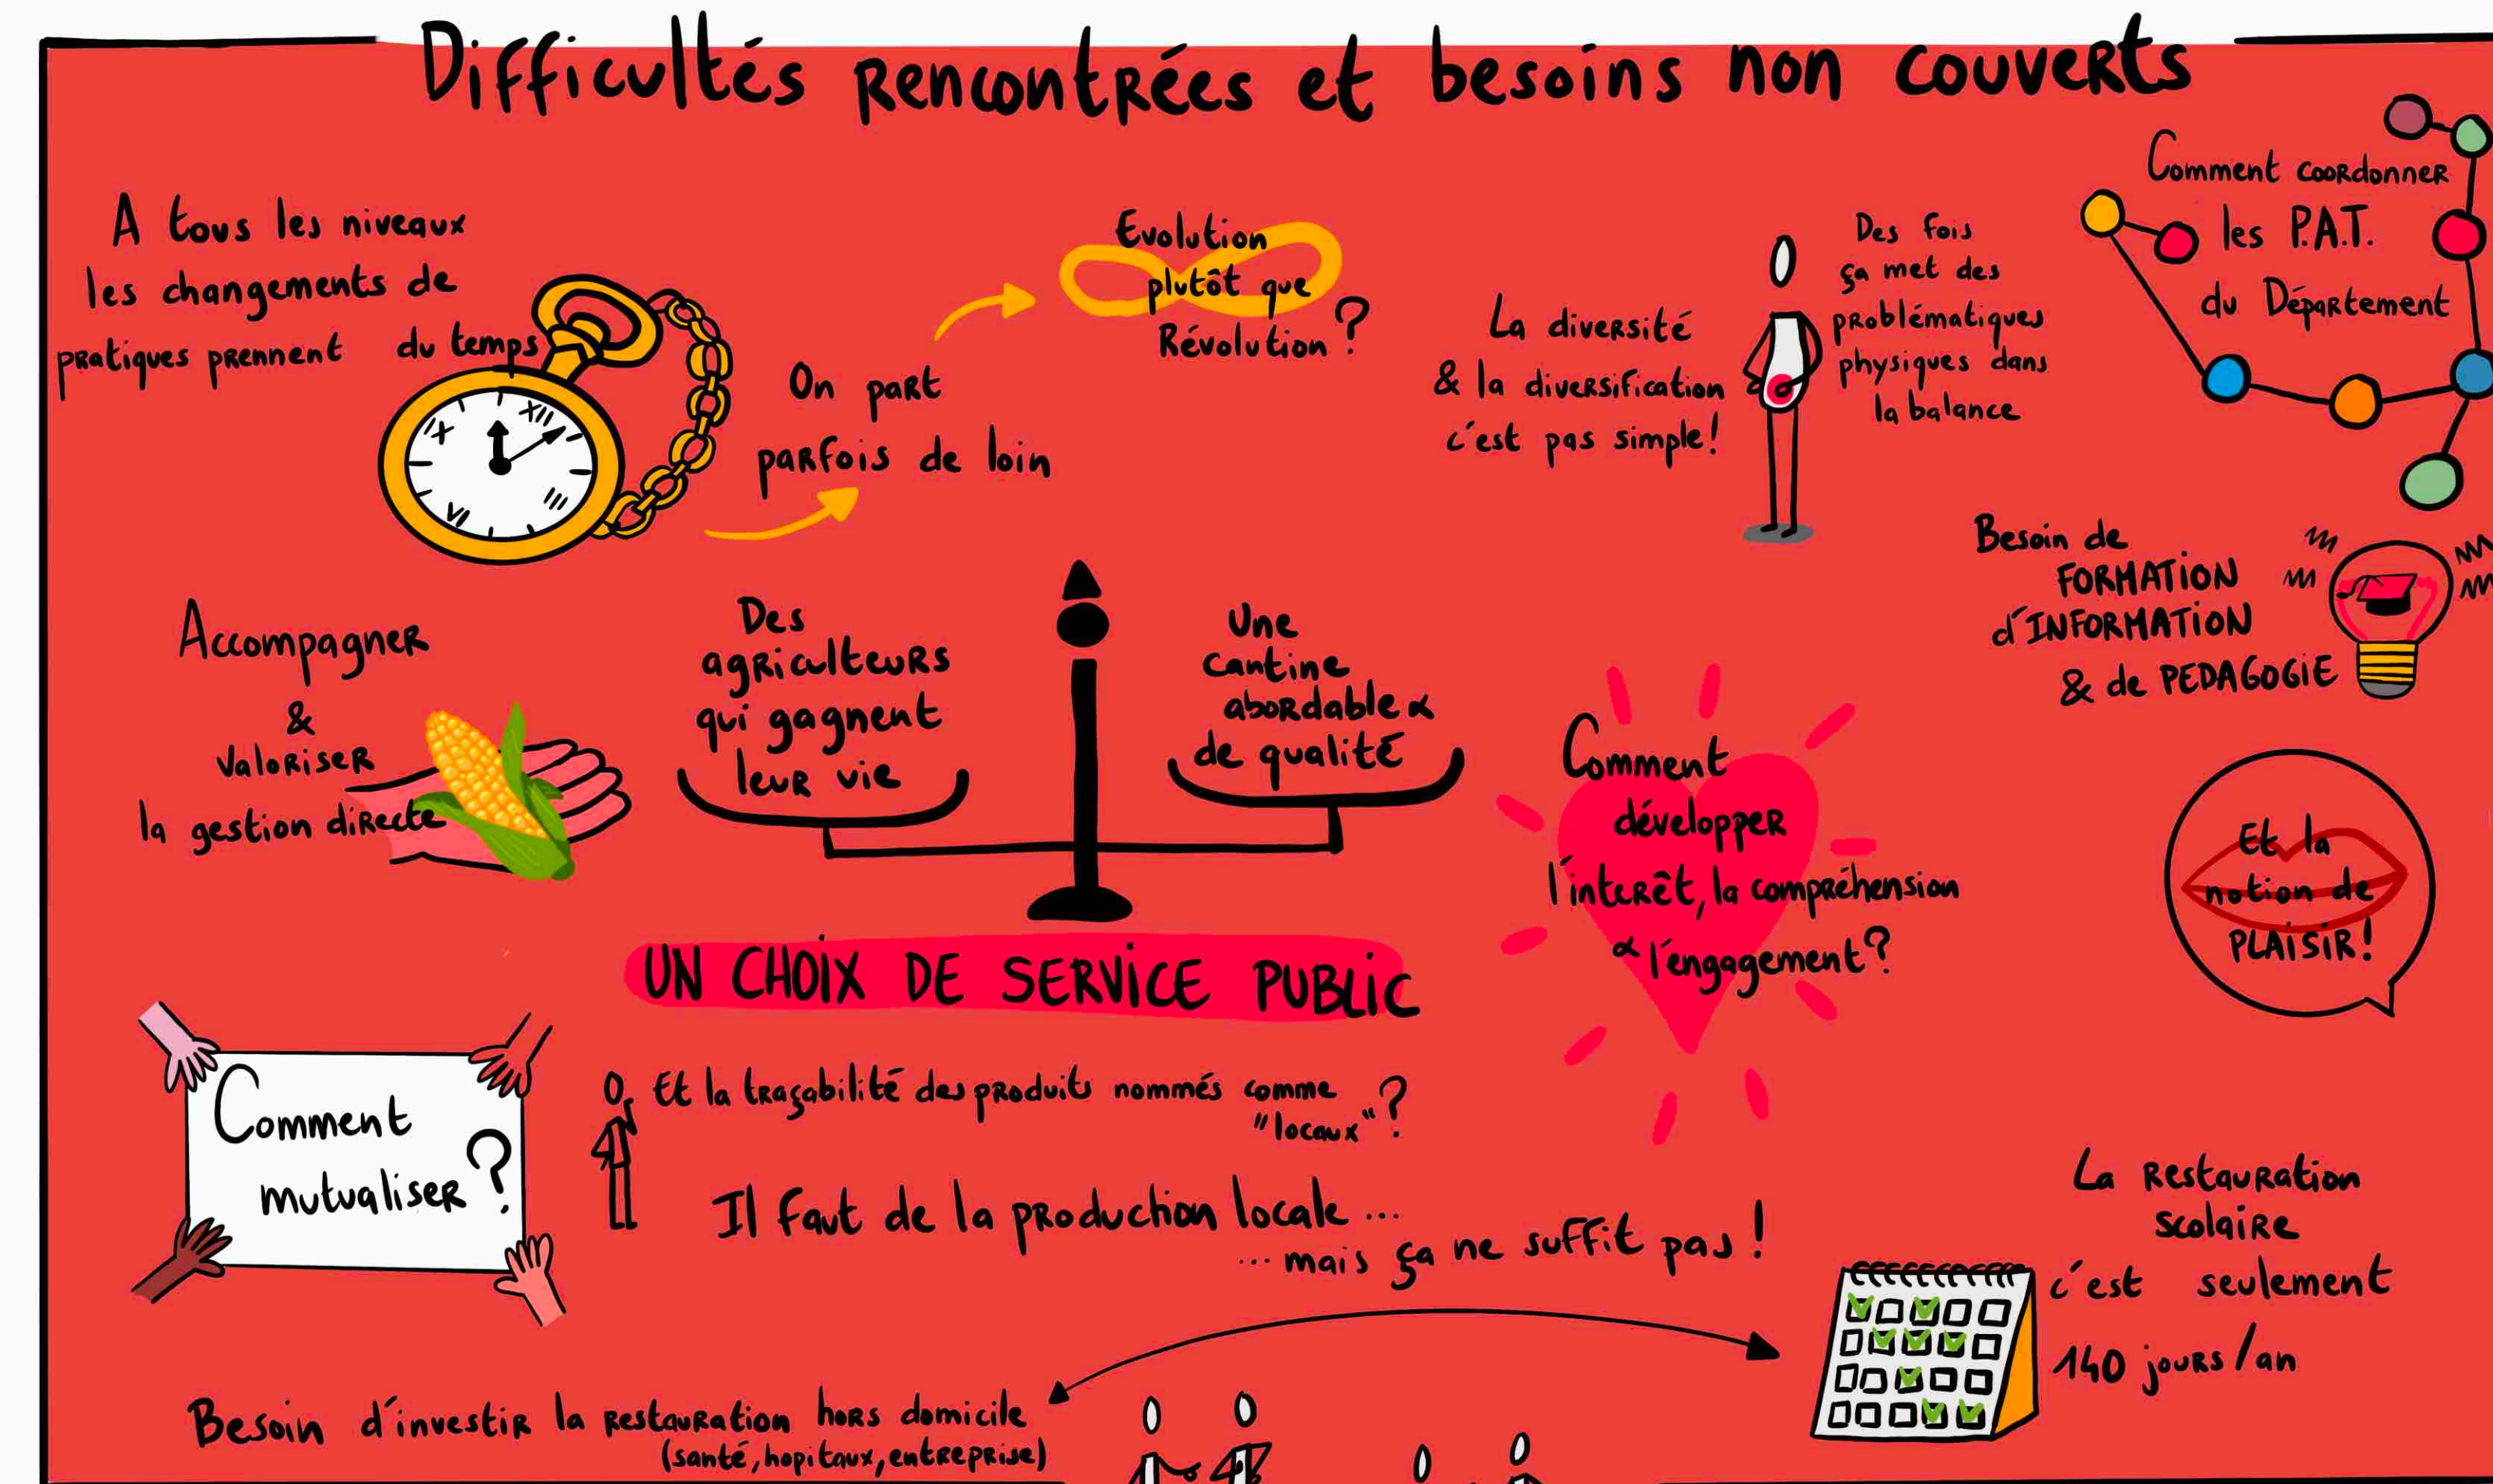 Difficultés rencontrées et besoins non couverts
A tous les niveaux
les changements de
pratiques prennent du temps
On part
parfois de loin
Evolution
plutôt que
Révolution ?
La diversité
& la diversification
c'est pas simple!
Des fois
ça met des
problématiques
physiques dans
la balance
Comment coordonner
les P.A.T.
du Département
Besoin de
FORMATION
d'INFORMATION
& de PEDAGOGIE
Accompagner
&
valoriser
la gestion directe
Des
agriculteurs
qui gagnent
leur vie
Une
cantine
abordable &
de qualité
UN CHOIX DE SERVICE PUBLIC
Comment
développer
l'interêt, la compréhension
& l'engagement?
Et la
notion de
PLAISIR!
Comment
mutualiser ?
Et la traçabilité des produits nommés comme
"locaux" ?
Il faut de la production locale ...
... mais ça ne suffit pas !
La Restauration
scolaire
c'est seulement
140 jours / an
Besoin d'investir la restauration hors domicile
(santé, hopitaux, entreprise)